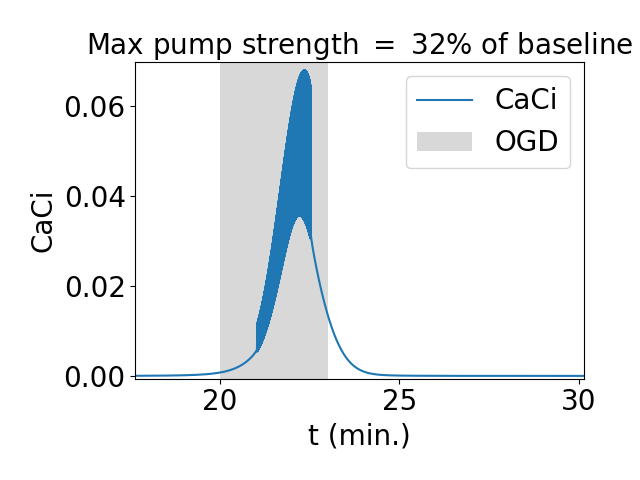 Max pump strength = 32% of baseline
CaCi
OGD
0.06
0.04
0.02
0.00
CaCi
20
25
30
t (min.)